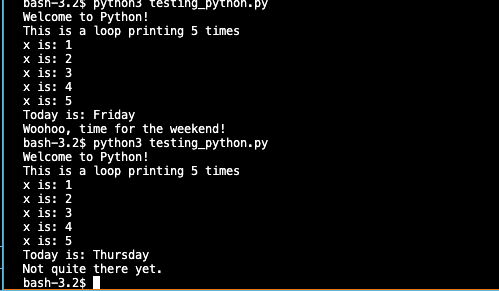 bash-3.2$ python3 testing_python.py
Welcome to Python!
This is a loop printing 5 times
x is: 1
x is: 2
x is: 3
x is: 4
x is: 5
Today is: Friday
Woohoo, time for the weekend!
bash-3.2$ python3 testing_python.py
Welcome to Python!
This is a loop printing 5 times
x is: 1
x is: 2
x is: 3
x is: 4
x is: 5
Today is: Thursday
Not quite there yet.
bash-3.2$